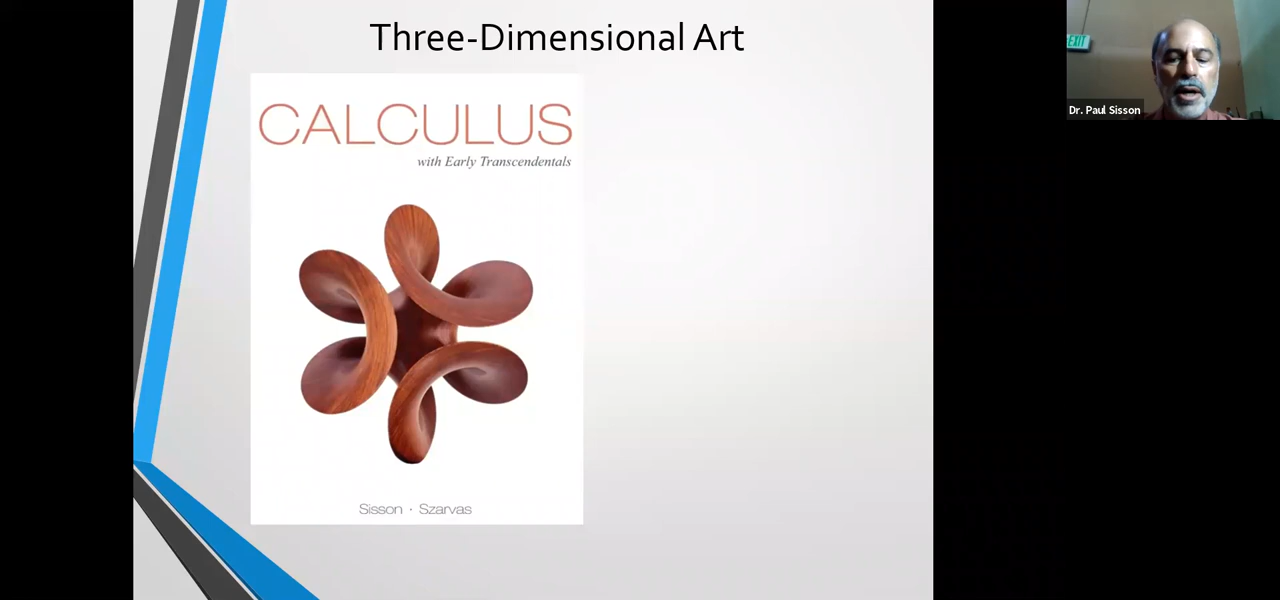 Three-Dimensional Art
CALCULUS
with Early Transcendentals
Sisson · Szarvas
EXIT
Dr. Paul Sisson